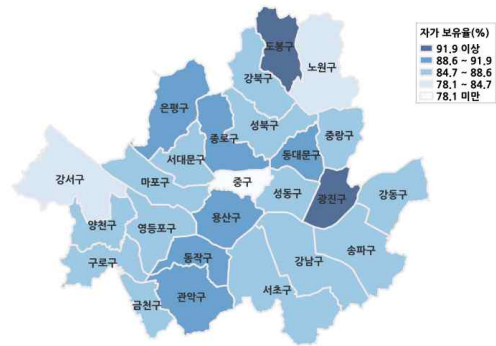 자가 보유율(%)
91.9 이상
88.6 ~ 91.9
84.7 ~ 88.6
78.1 ~ 84.7
78.1 미만
도봉구
노원구
강북구
은평구
성북구
중랑구
종로구
서대문구
동대문구
강서구
마포구
중구
성동구
광진구
강동구
양천구
영등포구
용산구
송파구
구로구
동작구
강남구
서초구
관악구
금천구